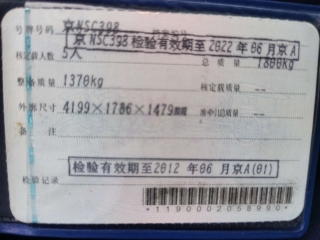 号牌号码 京NSC398
京NSC398检验有效期至2022年06月京A
核定载人数 5人 总质量 1800kg
整备质量 1370kg 核定载质量 --
外廓尺寸 4199×1786×1479mm 准牵引总质量 --
备注
检验有效期至2012年06月京A(01)
检验记录
*1190002058990*